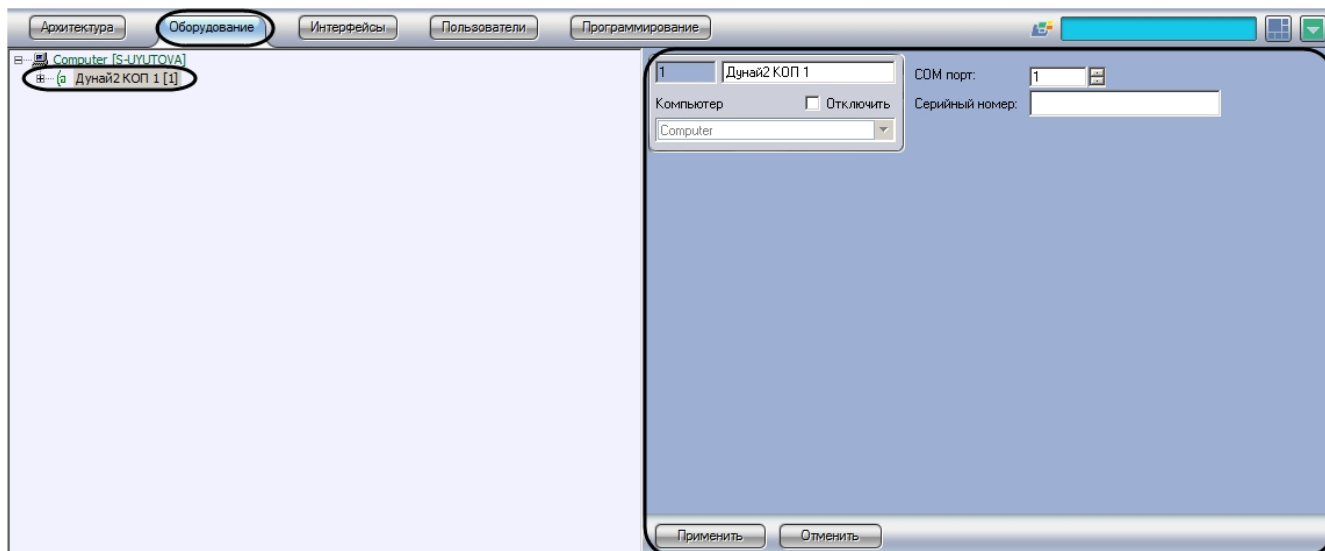 Архитектура Оборудование Интерфейсы Пользователи Программирование
Computer [S-UYUTOVA]
Дунай2 КОП 1 [1]
1 Дунай2 КОП 1
Компьютер Отключить
Computer
COM порт: 1
Серийный номер:
Применить Отменить